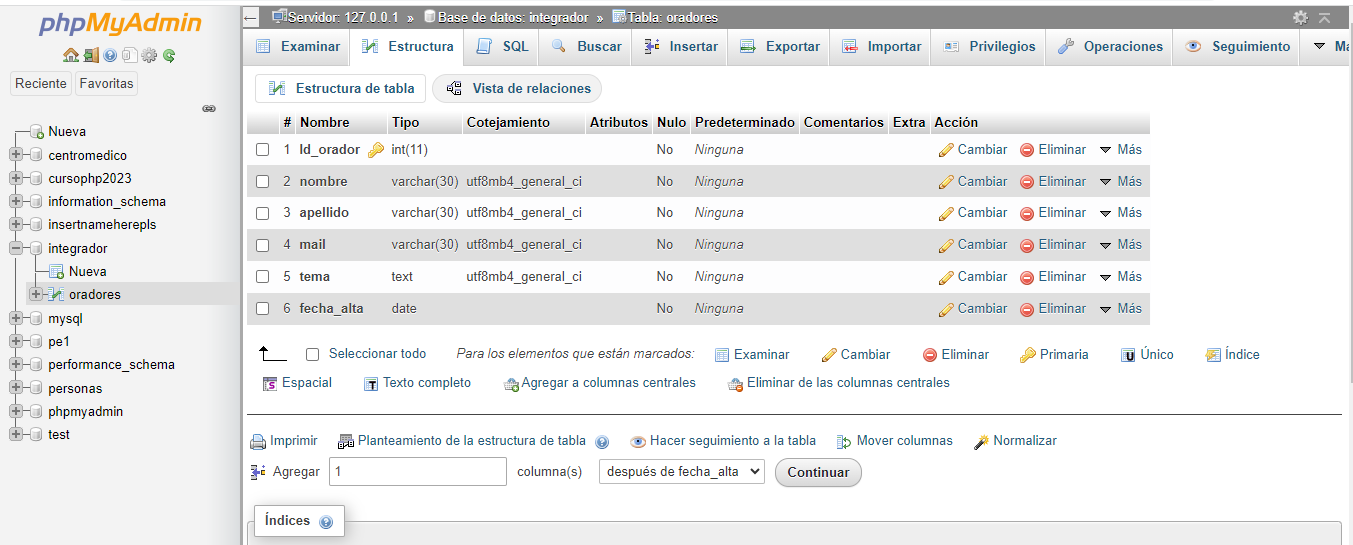 phpMyAdmin
Reciente Favoritas
Nueva
centromedico
cursophp2023
information_schema
insertnameherepls
integrador
Nueva
oradores
mysql
pe1
performance_schema
personas
phpmyadmin
test
Servidor: 127.0.0.1 » Base de datos: integrador » Tabla: oradores
Examinar Estructura SQL Buscar Insertar Exportar Importar Privilegios Operaciones Seguimiento Má
Estructura de tabla Vista de relaciones
# Nombre Tipo Cotejamiento Atributos Nulo Predeterminado Comentarios Extra Acción
1 Id_orador int(11) No Ninguna Cambiar Eliminar Más
2 nombre varchar(30) utf8mb4_general_ci No Ninguna Cambiar Eliminar Más
3 apellido varchar(30) utf8mb4_general_ci No Ninguna Cambiar Eliminar Más
4 mail varchar(30) utf8mb4_general_ci No Ninguna Cambiar Eliminar Más
5 tema text utf8mb4_general_ci No Ninguna Cambiar Eliminar Más
6 fecha_alta date No Ninguna Cambiar Eliminar Más
Seleccionar todo Para los elementos que están marcados: Examinar Cambiar Eliminar Primaria Único Índice
Espacial Texto completo Agregar a columnas centrales Eliminar de las columnas centrales
Imprimir Planteamiento de la estructura de tabla Hacer seguimiento a la tabla Mover columnas Normalizar
Agregar 1 columna(s) después de fecha_alta Continuar
Índices